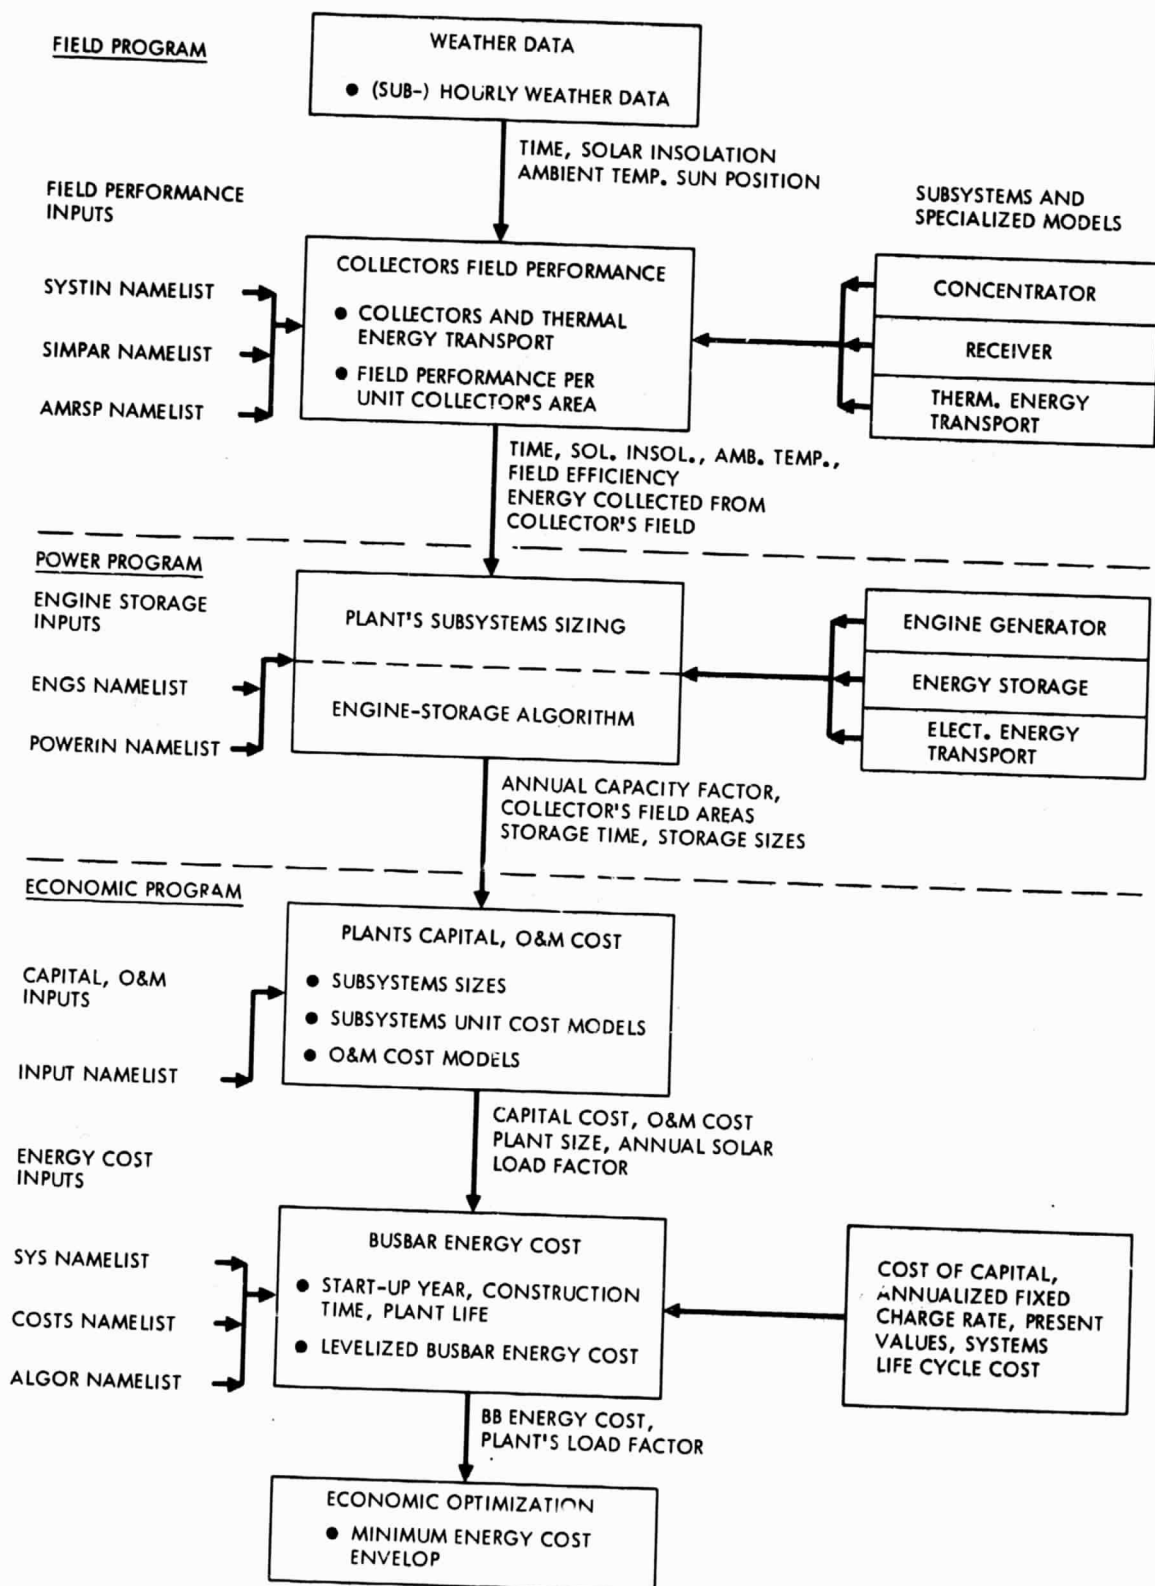 FIELD PROGRAM
WEATHER DATA
● (SUB-) HOURLY WEATHER DATA
TIME, SOLAR INSOLATION
AMBIENT TEMP. SUN POSITION
FIELD PERFORMANCE
INPUTS
SUBSYSTEMS AND
SPECIALIZED MODELS
SYSTIN NAMELIST
SIMPAR NAMELIST
AMRSP NAMELIST
COLLECTORS FIELD PERFORMANCE
● COLLECTORS AND THERMAL
ENERGY TRANSPORT
● FIELD PERFORMANCE PER
UNIT COLLECTOR'S AREA
CONCENTRATOR
RECEIVER
THERM. ENERGY
TRANSPORT
TIME, SOL. INSOL., AMB. TEMP.,
FIELD EFFICIENCY
ENERGY COLLECTED FROM
COLLECTOR'S FIELD
POWER PROGRAM
ENGINE STORAGE
INPUTS
ENGS NAMELIST
POWERIN NAMELIST
PLANT'S SUBSYSTEMS SIZING
ENGINE-STORAGE ALGORITHM
ENGINE GENERATOR
ENERGY STORAGE
ELECT. ENERGY
TRANSPORT
ANNUAL CAPACITY FACTOR,
COLLECTOR'S FIELD AREAS
STORAGE TIME, STORAGE SIZES
ECONOMIC PROGRAM
CAPITAL, O&M
INPUTS
INPUT NAMELIST
PLANTS CAPITAL, O&M COST
● SUBSYSTEMS SIZES
● SUBSYSTEMS UNIT COST MODELS
● O&M COST MODELS
CAPITAL COST, O&M COST
PLANT SIZE, ANNUAL SOLAR
LOAD FACTOR
ENERGY COST
INPUTS
SYS NAMELIST
COSTS NAMELIST
ALGOR NAMELIST
BUSBAR ENERGY COST
● START-UP YEAR, CONSTRUCTION
TIME, PLANT LIFE
● LEVELIZED BUSBAR ENERGY COST
COST OF CAPITAL,
ANNUALIZED FIXED
CHARGE RATE, PRESENT
VALUES, SYSTEMS
LIFE CYCLE COST
BB ENERGY COST,
PLANT'S LOAD FACTOR
ECONOMIC OPTIMIZATION
● MINIMUM ENERGY COST
ENVELOP